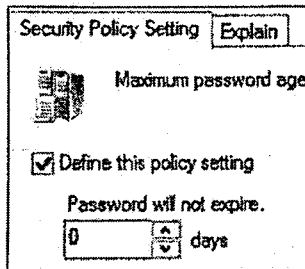 Security Policy Setting Explain
Maximum password age
Define this policy setting
Password will not expire.
0 days